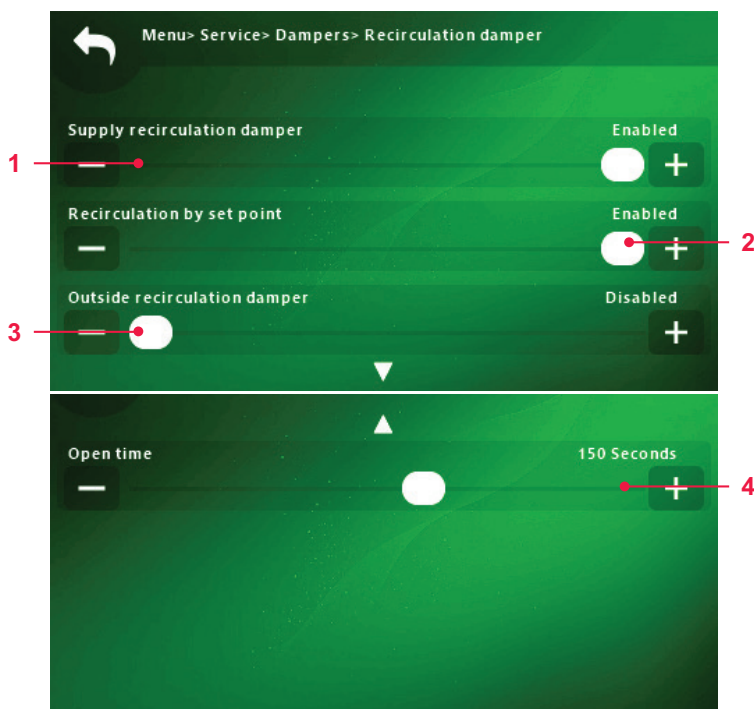 Menu> Service> Dampers> Recirculation damper
Supply recirculation damper Enabled
1
Recirculation by set point Enabled
2
Outside recirculation damper Disabled
3
Open time 150 Seconds
4